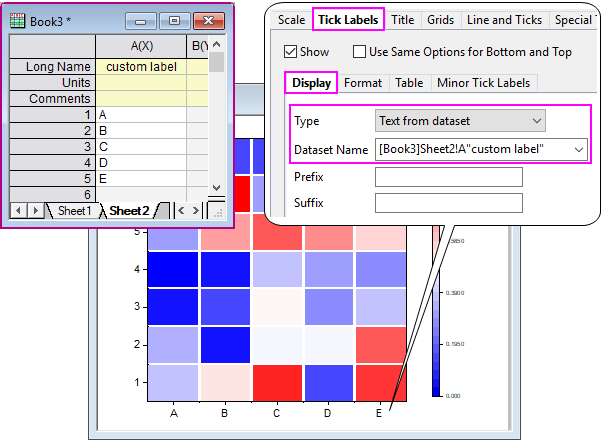 Book3 *
A(X) B(Y
Long Name custom label
Units
Comments
1 A
2 B
3 C
4 D
5 E
6
Sheet1 Sheet2
Scale Tick Labels Title Grids Line and Ticks Special T
Show Use Same Options for Bottom and Top
Display Format Table Minor Tick Labels
Type Text from dataset
Dataset Name [Book3]Sheet2!A"custom label"
Prefix
Suffix
5
4
3
2
1
A B C D E
0.3900
0.1950
0.000